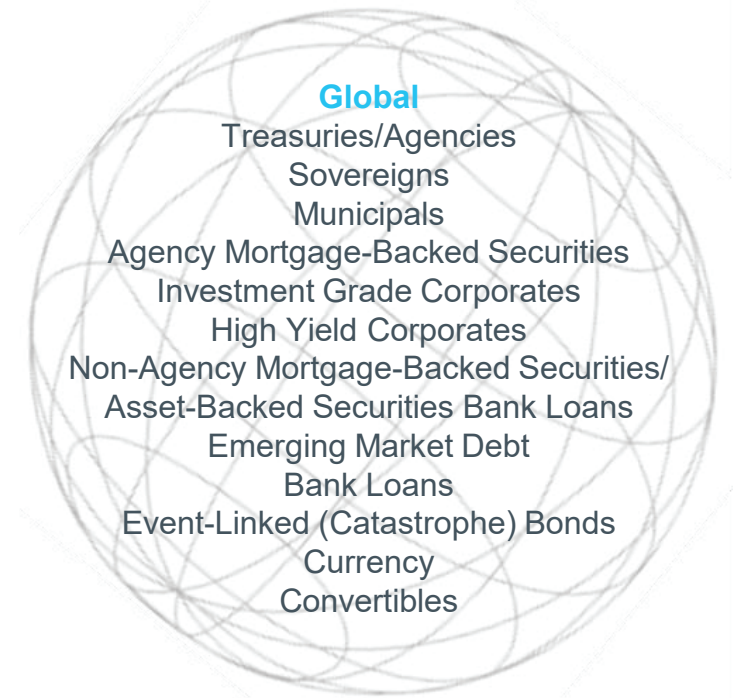 Global
Treasuries/Agencies
Sovereigns
Municipals
Agency Mortgage-Backed Securities
Investment Grade Corporates
High Yield Corporates
Non-Agency Mortgage-Backed Securities/
Asset-Backed Securities Bank Loans
Emerging Market Debt
Bank Loans
Event-Linked (Catastrophe) Bonds
Currency
Convertibles